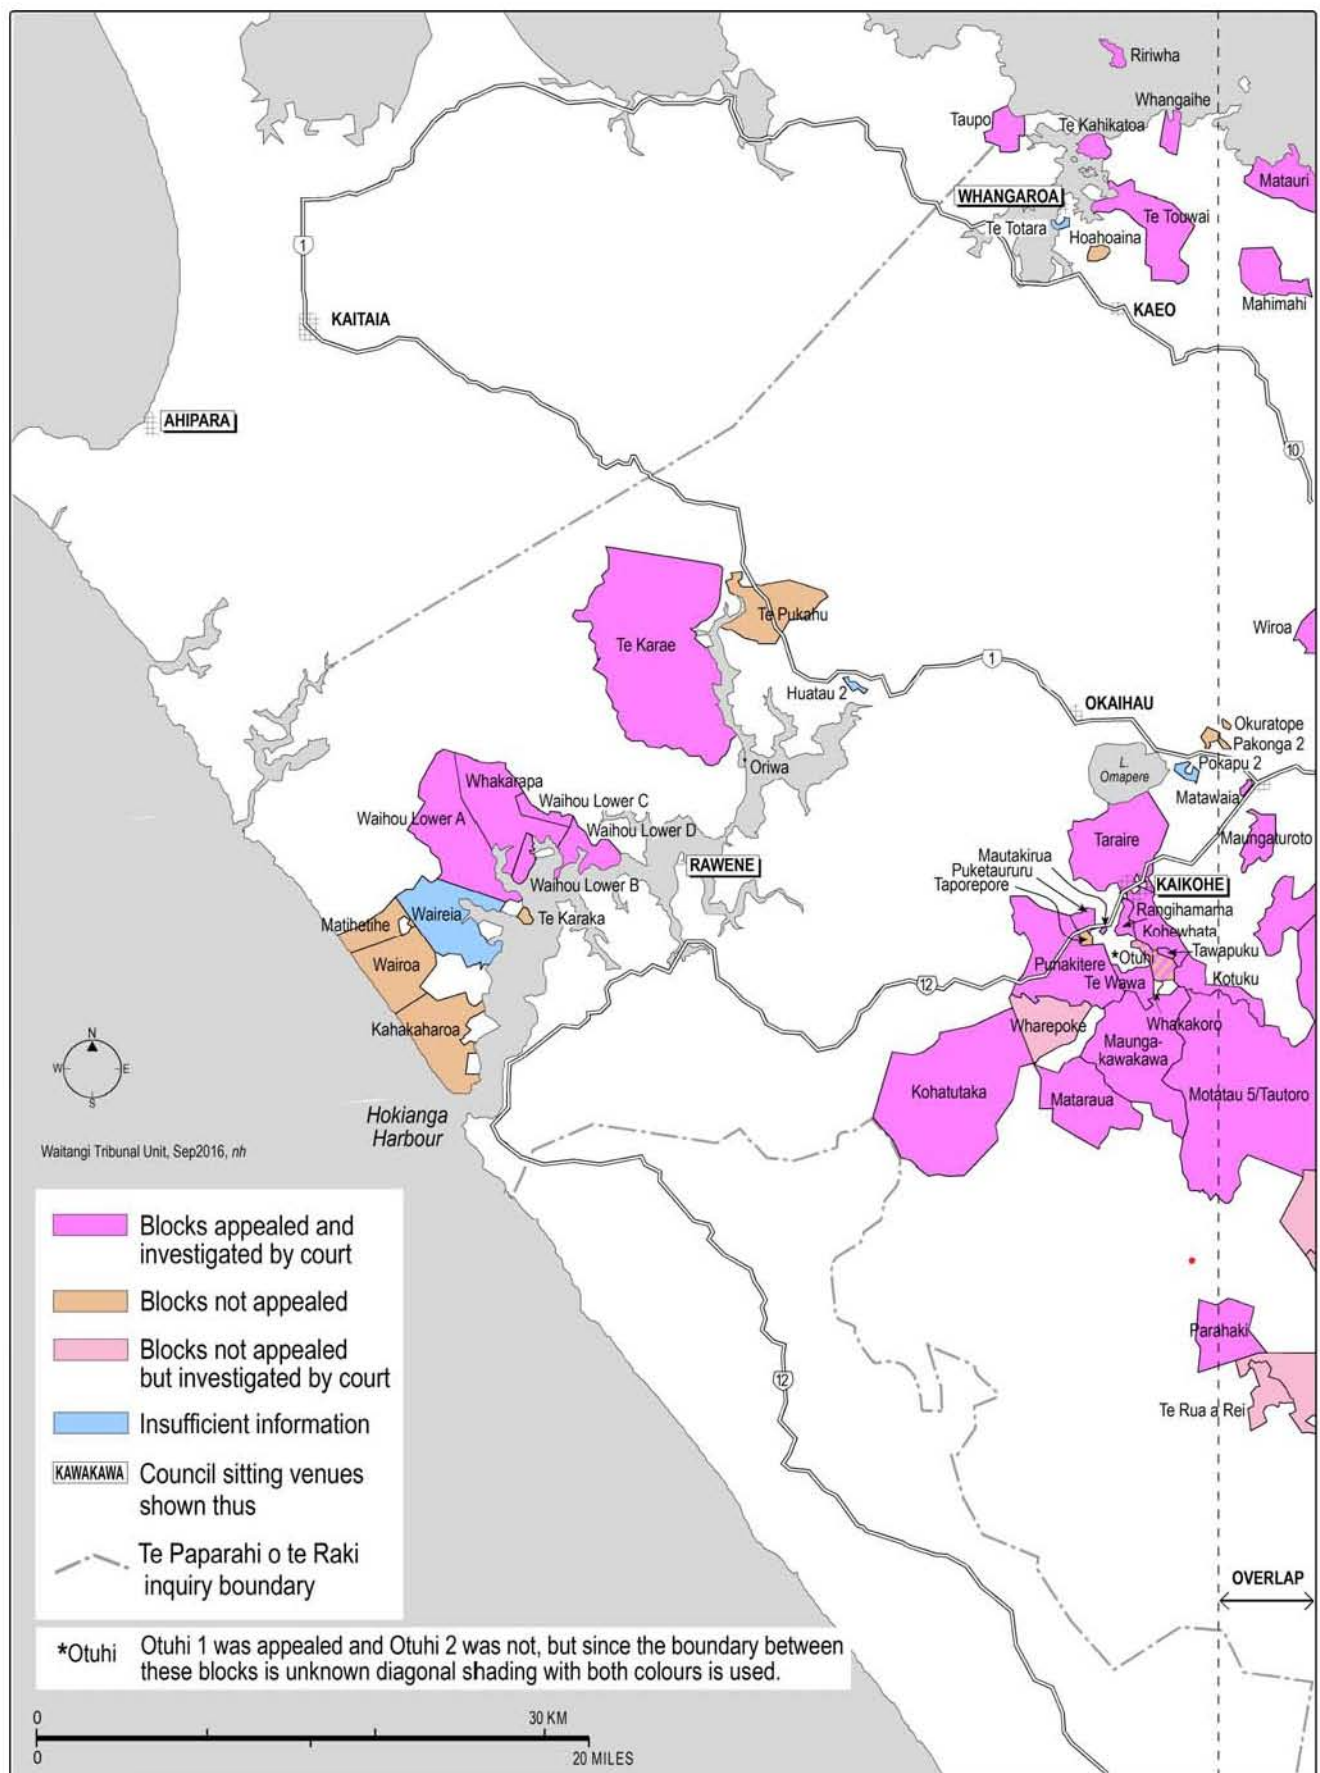 Ririwha
Whangaihe
Taupo
Te Kahikatoa
Matauri
WHANGAROA
Te Touwai
Te Totara
Hoahoaina
Mahimahi
1
KAITAIA
KAEO
AHIPARA
10
Te Pukahu
Te Karae
Wiroa
1
Huatau 2
OKAIHAU
Okuratope
Pakonga 2
L.
Omapere
Pokapu 2
Oriwa
Matawaia
Whakarapa
Waihou Lower C
Waihou Lower A
Waihou Lower D
Taraire
Maungaturoto
Mautakirua
Puketaururu
Taporepore
RAWENE
KAIKOHE
Waihou Lower B
Rangihamama
Waireia
Te Karaka
Matihetihe
Kohewhata
*Otuhi
Tawapuku
Wairoa
Punakitere
Te Wawa
Kotuku
12
Kahakaharoa
Wharepoke
Whakakoro
Maunga-
kawakawa
N
W
E
S
Kohatutaka
Mataraua
Motatau 5/Tautoro
Hokianga
Harbour
Waitangi Tribunal Unit, Sep2016, nh
Blocks appealed and
investigated by court
Blocks not appealed
Blocks not appealed
but investigated by court
Insufficient information
KAWAKAWA Council sitting venues
shown thus
Te Paparahi o te Raki
inquiry boundary
Parahaki
12
Te Rua a Rei
OVERLAP
*Otuhi Otuhi 1 was appealed and Otuhi 2 was not, but since the boundary between
these blocks is unknown diagonal shading with both colours is used.
0 30 KM
0 20 MILES